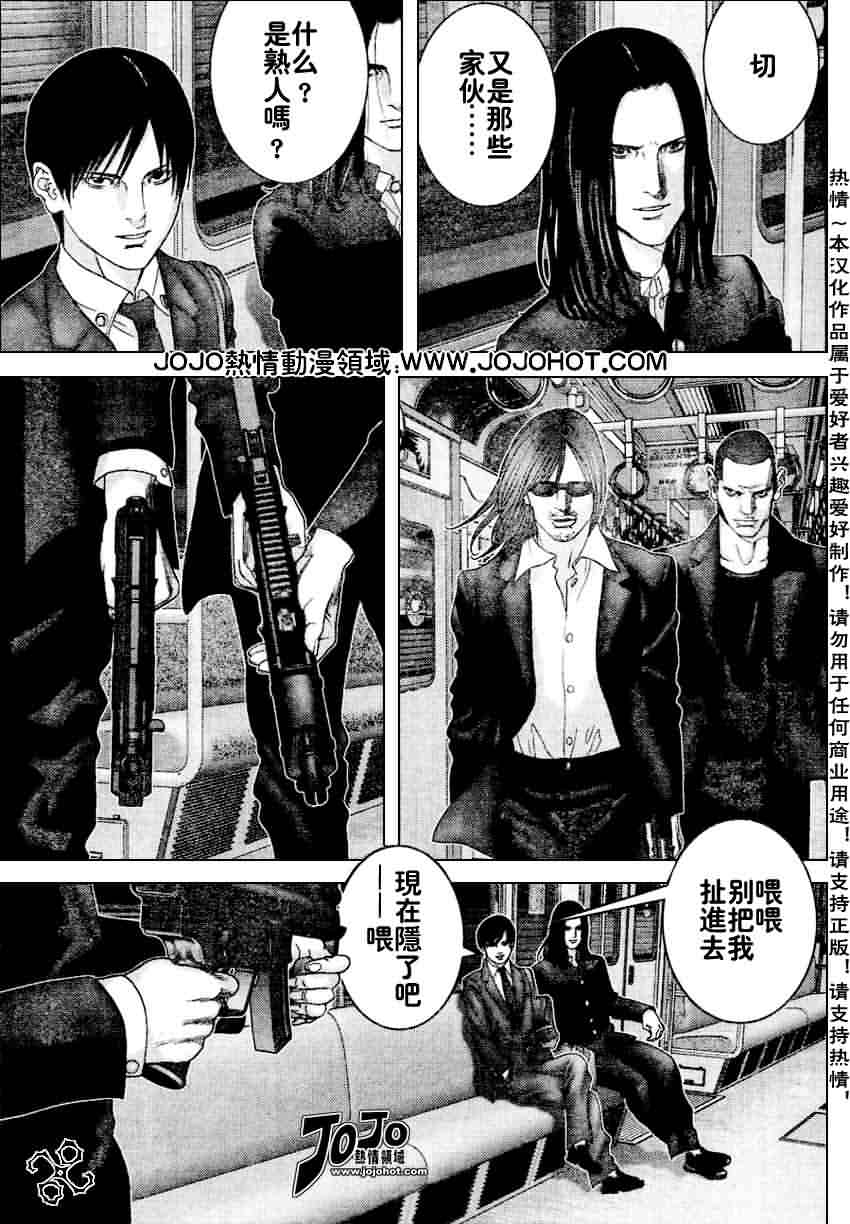 切
又是那些
家伙……
什么？
是熟人嗎？
JOJO熱情動漫領域:WWW.JOJOHOT.COM
喂喂
别把我
扯進去
現在隱了吧
——喂
JOJO
熱情領域
www.jojohot.com
热情~本汉化作品属于爱好者兴趣爱好制作！请勿用于任何商业用途！请支持正版！请支持热情！